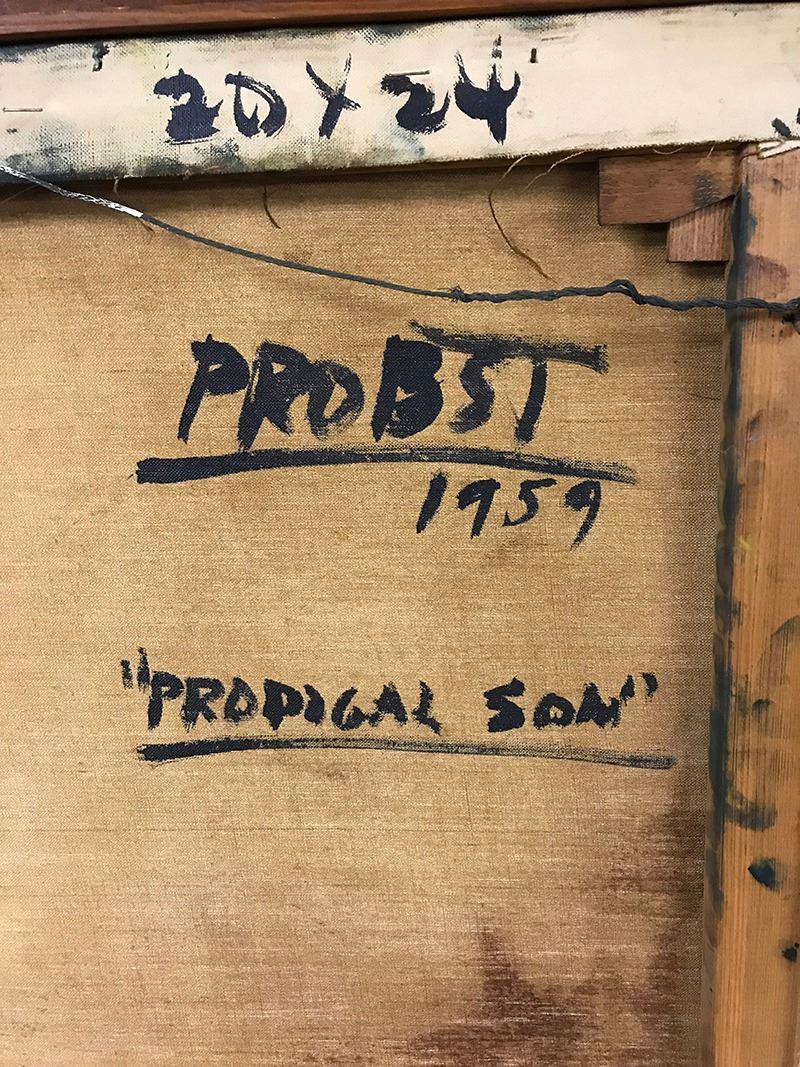 20 X 24"
PROBST
1959
"PRODIGAL SON"